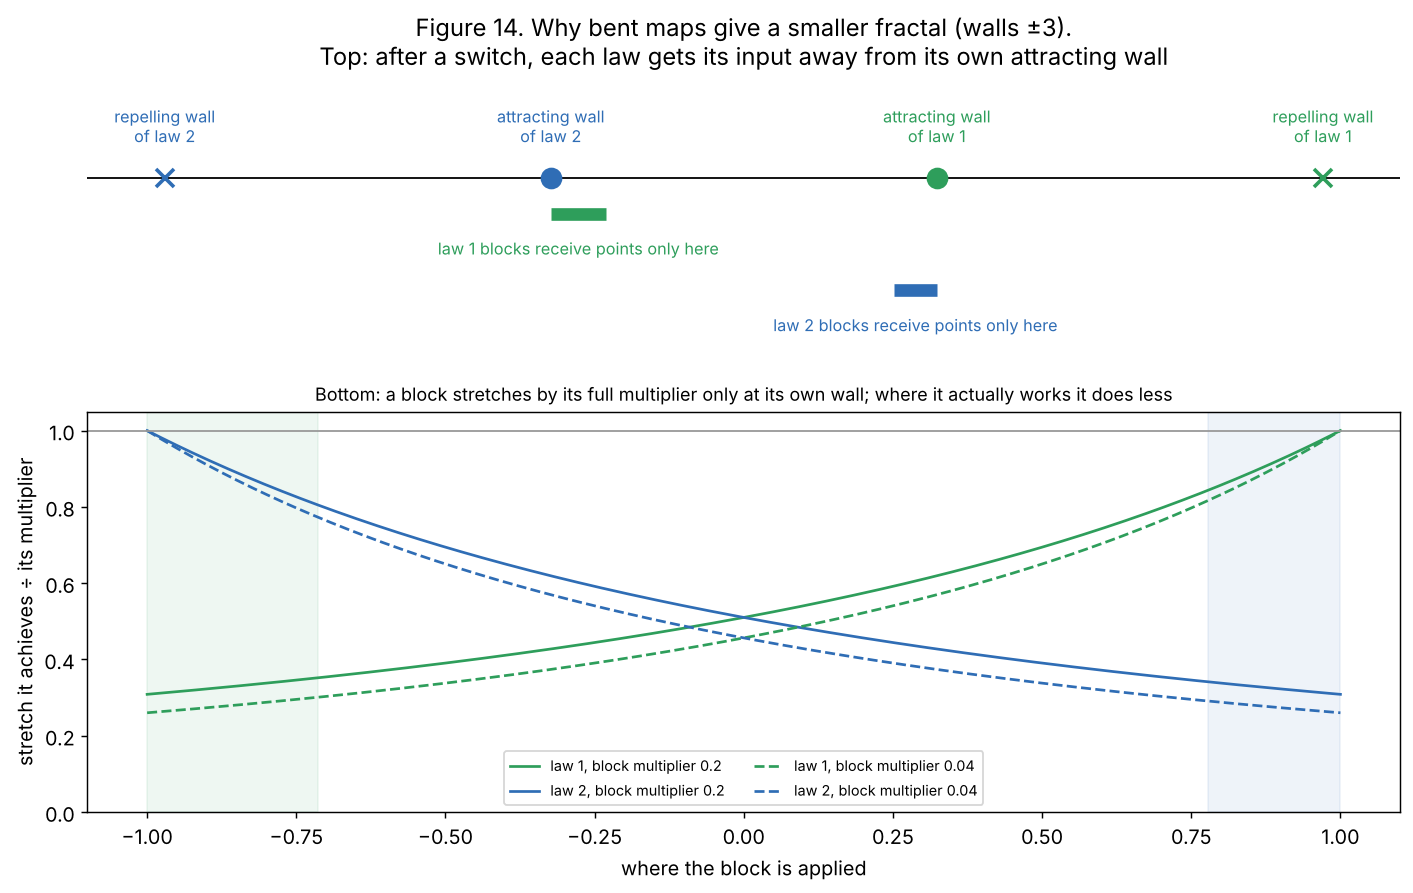 Figure 14. Why bent maps give a smaller fractal (walls ±3).
Top: after a switch, each law gets its input away from its own attracting wall
repelling wall
of law 2
attracting wall
of law 2
attracting wall
of law 1
repelling wall
of law 1
law 1 blocks receive points only here
law 2 blocks receive points only here
Bottom: a block stretches by its full multiplier only at its own wall; where it actually works it does less
stretch it achieves ÷ its multiplier
1.0
0.8
0.6
0.4
0.2
0.0
law 1, block multiplier 0.2
law 2, block multiplier 0.2
law 1, block multiplier 0.04
law 2, block multiplier 0.04
−1.00
−0.75
−0.50
−0.25
0.00
0.25
0.50
0.75
1.00
where the block is applied